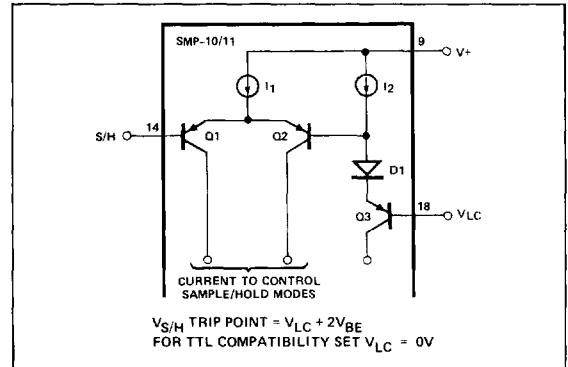 SMP-10/11
9
V+
I1
I2
S/H
14
Q1
Q2
D1
Q3
18
VLC
CURRENT TO CONTROL
SAMPLE/HOLD MODES
VS/H TRIP POINT = VLC + 2VBE
FOR TTL COMPATIBILITY SET VLC = 0V